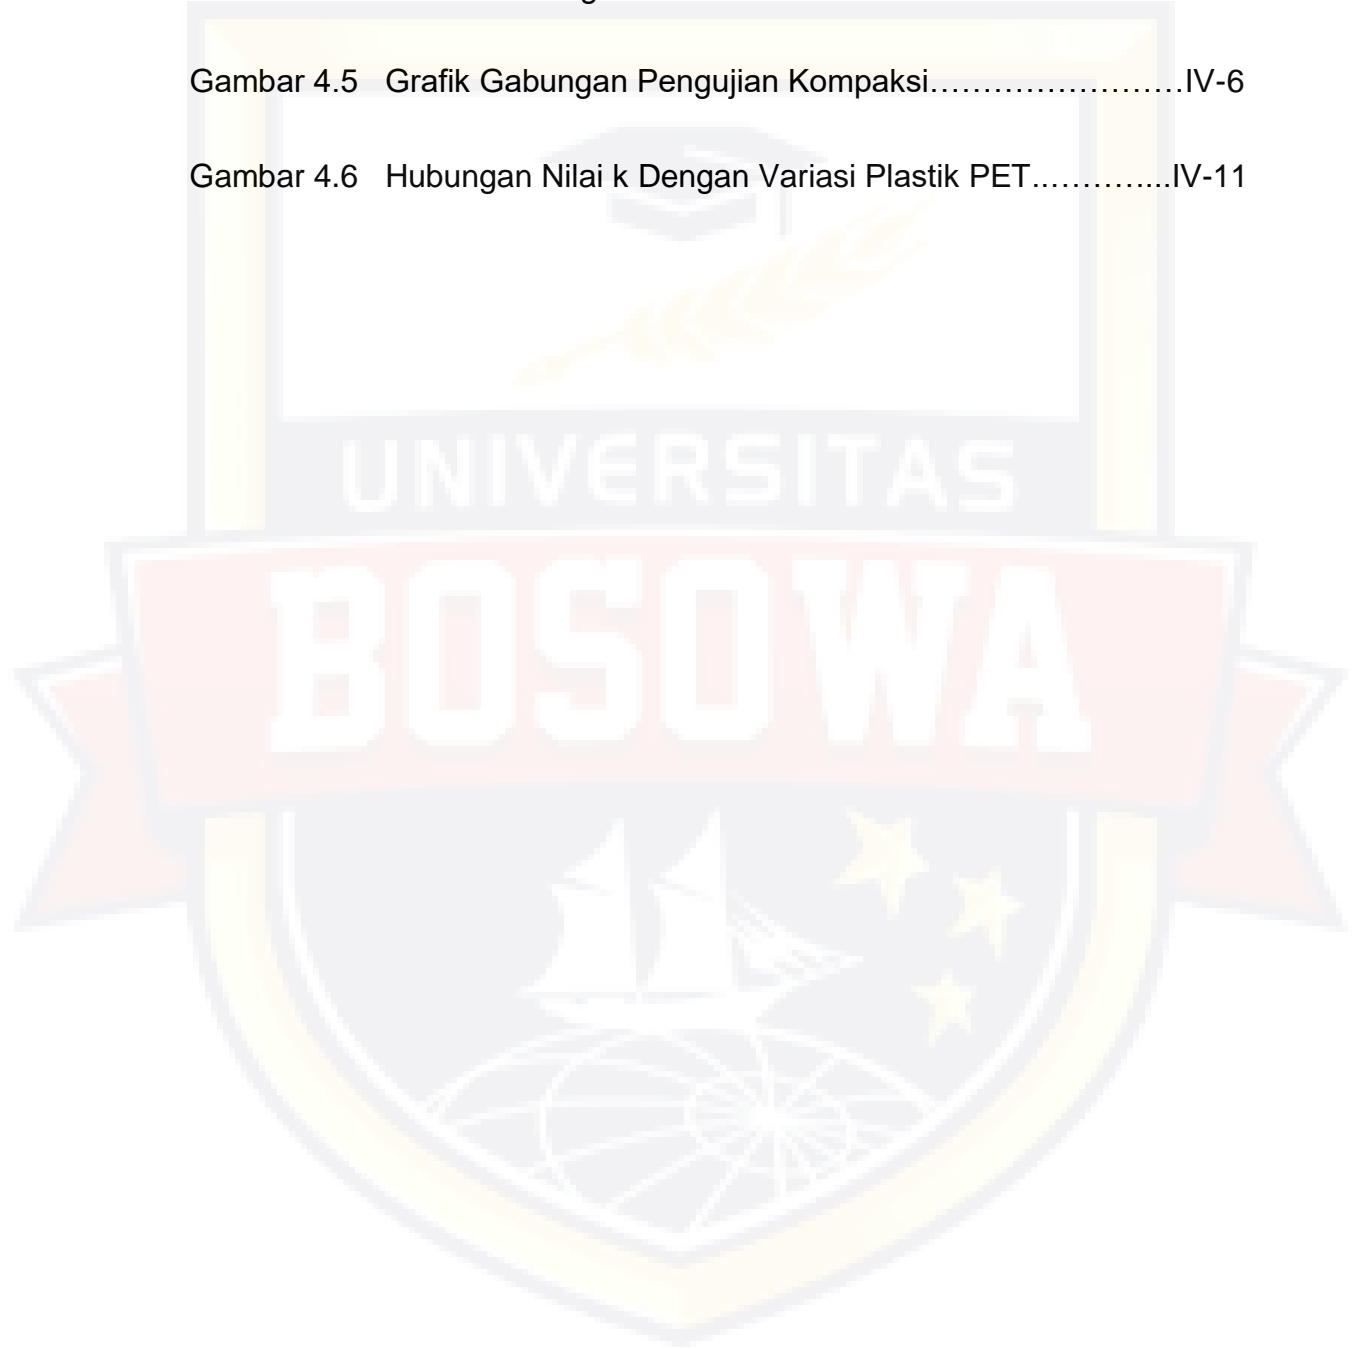 Gambar 4.5 Grafik Gabungan Pengujian Kompaksi……………………IV-6
Gambar 4.6 Hubungan Nilai k Dengan Variasi Plastik PET.………....IV-11
UNIVERSITAS
BOSOWA